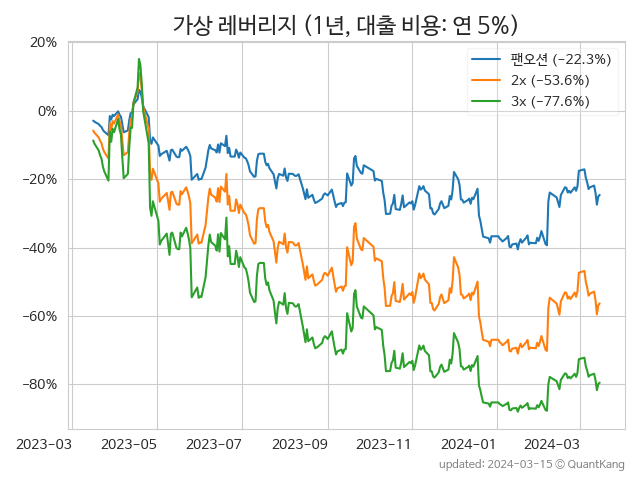 가상 레버리지 (1년, 대출 비용: 연 5%)
팬오션 (−22.3%)
2x (−53.6%)
3x (−77.6%)
20%
0%
−20%
−40%
−60%
−80%
2023-03 2023-05 2023-07 2023-09 2023-11 2024-01 2024-03
updated: 2024-03-15 © QuantKang